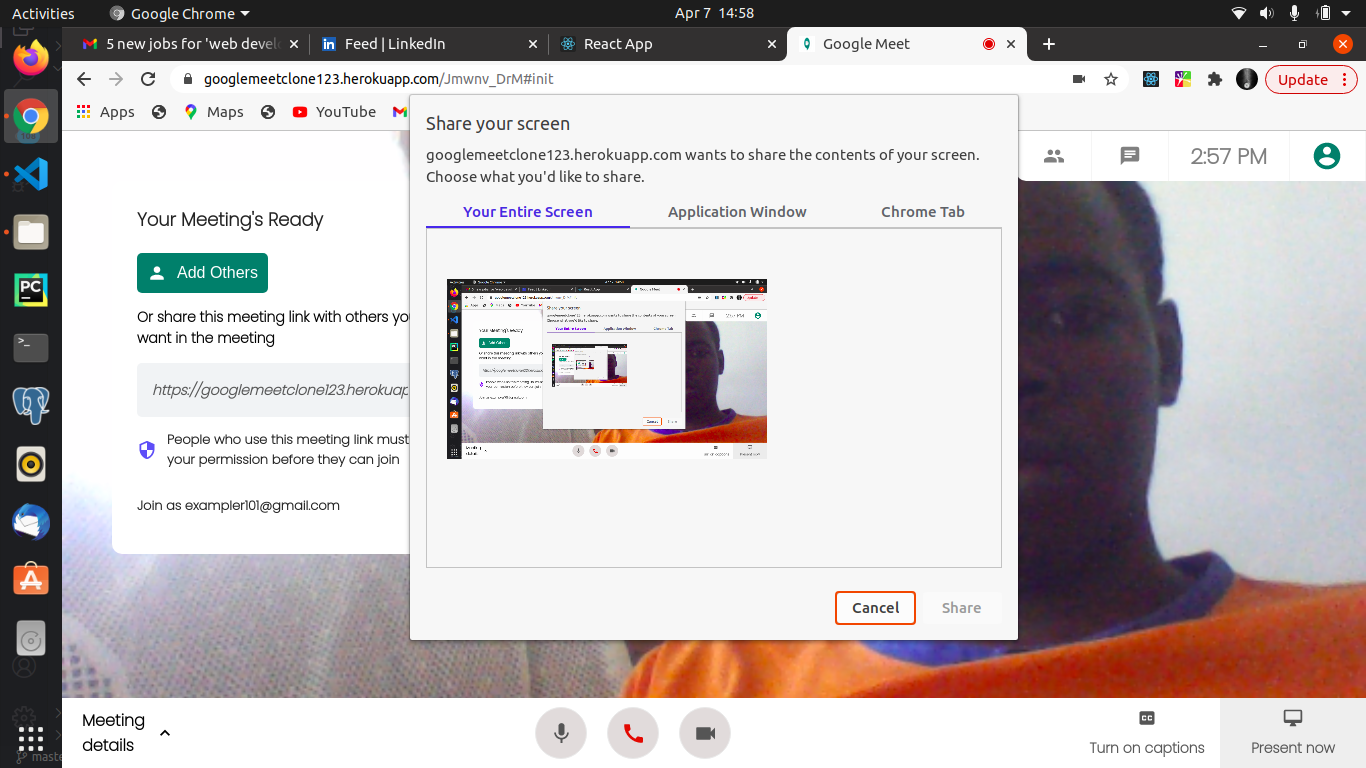 Activities
Google Chrome
Apr 7 14:58
5 new jobs for 'web devel
Feed | LinkedIn
React App
Google Meet
googlemeetclone123.herokuapp.com/Jmwnv_DrM#init
Update
Apps
Maps
YouTube
Share your screen
googlemeetclone123.herokuapp.com wants to share the contents of your screen.
Choose what you'd like to share.
Your Entire Screen
Application Window
Chrome Tab
2:57 PM
Your Meeting's Ready
Add Others
Or share this meeting link with others you
want in the meeting
https://googlemeetclone123.herokuap
People who use this meeting link must
your permission before they can join
Join as exampler101@gmail.com
Cancel
Share
Meeting
details
Turn on captions
Present now